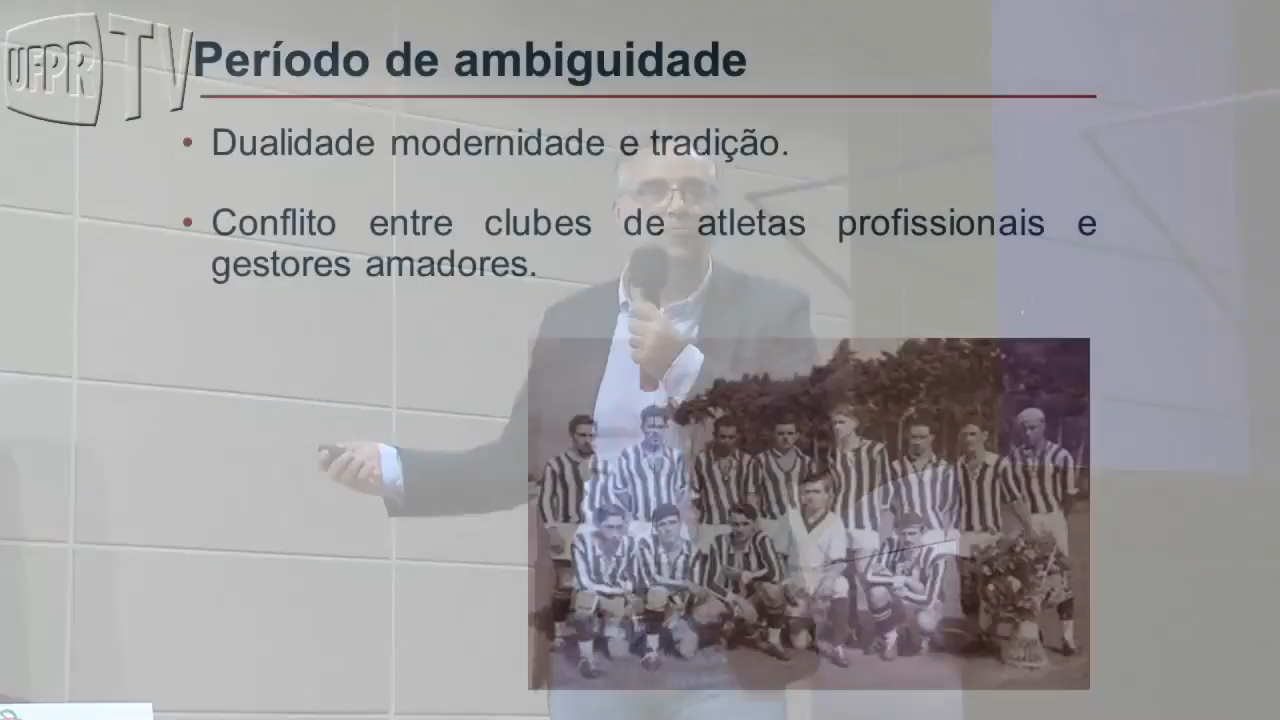 UFPR TV
Período de ambiguidade
• Dualidade modernidade e tradição.
• Conflito entre clubes de atletas profissionais e
gestores amadores.